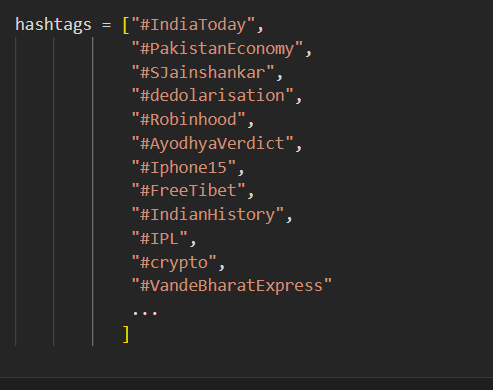 hashtags = ["#IndiaToday",
"#PakistanEconomy",
"#SJainshankar",
"#dedolarisation",
"#Robinhood",
"#AyodhyaVerdict",
"#Iphone15",
"#FreeTibet",
"#IndianHistory",
"#IPL",
"#crypto",
"#VandeBharatExpress"
...
]